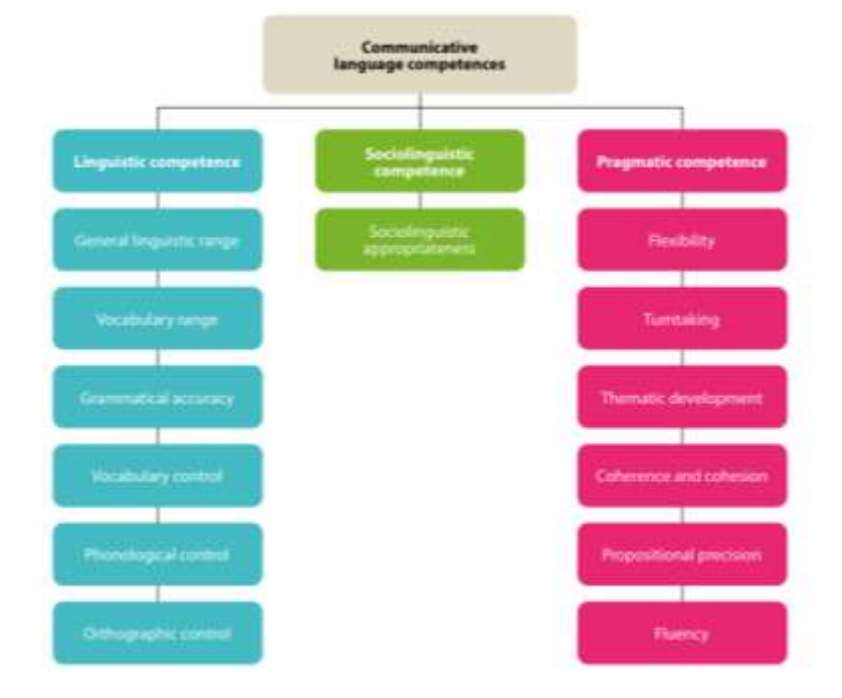 Communicative
language competences
Linguistic competence
General linguistic range
Vocabulary range
Grammatical accuracy
Vocabulary control
Phonological control
Orthographic control
Sociolinguistic
competence
Sociolinguistic
appropriateness
Pragmatic competence
Flexibility
Turntaking
Thematic development
Coherence and cohesion
Propositional precision
Fluency